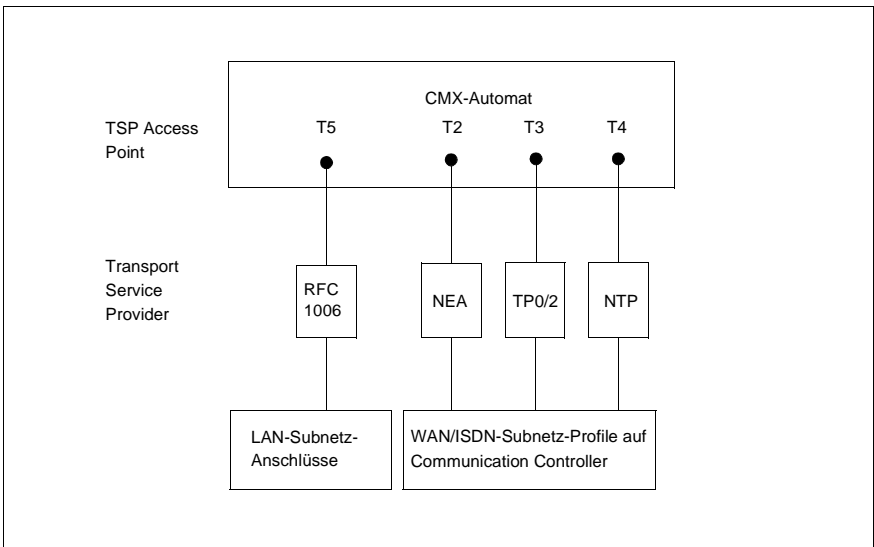 CMX-Automat
TSP Access
Point
T5 T2 T3 T4
Transport
Service
Provider
RFC
1006
NEA
TP0/2
NTP
LAN-Subnetz-
Anschlüsse
WAN/ISDN-Subnetz-Profile auf
Communication Controller